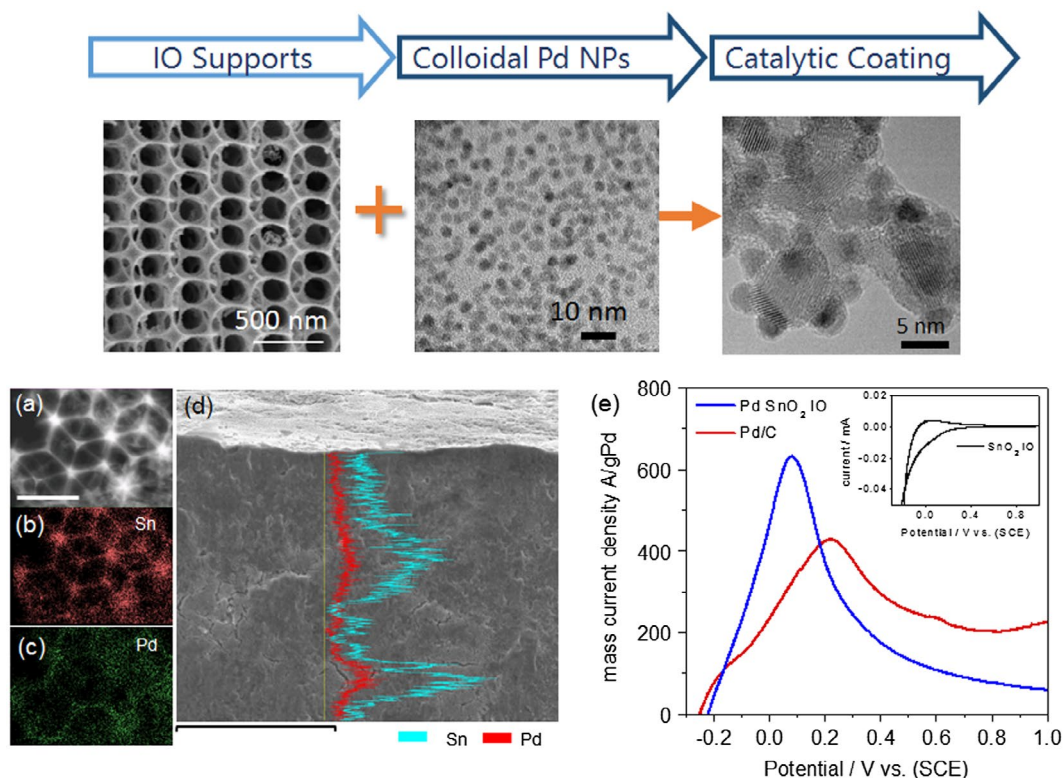 IO Supports
Colloidal Pd NPs
Catalytic Coating
500 nm
10 nm
5 nm
(a)
(b)
Sn
(c)
Pd
(d)
Sn
Pd
(e)
Pd SnO₂ IO
Pd/C
SnO₂ IO
0.02
0.00
-0.02
-0.04
current / mA
0.0
0.4
0.8
Potential / V vs. (SCE)
800
600
400
200
0
mass current density A/gPd
-0.2
0.0
0.2
0.4
0.6
0.8
1.0
Potential / V vs. (SCE)